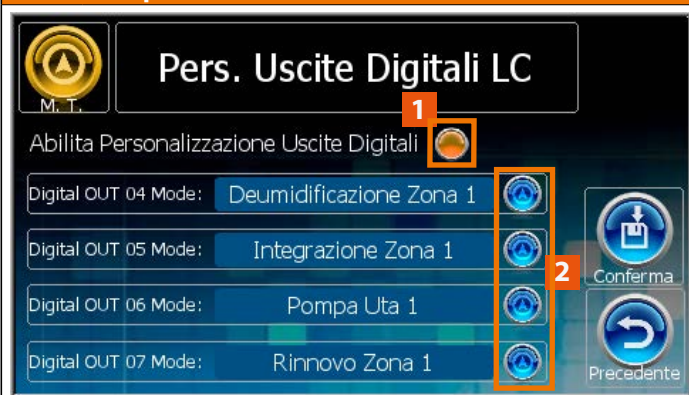 Pers. Uscite Digitali LC
M. T.
1
Abilita Personalizzazione Uscite Digitali
Digital OUT 04 Mode: Deumidificazione Zona 1
Digital OUT 05 Mode: Integrazione Zona 1
2
Conferma
Digital OUT 06 Mode: Pompa Uta 1
Digital OUT 07 Mode: Rinnovo Zona 1
Precedente